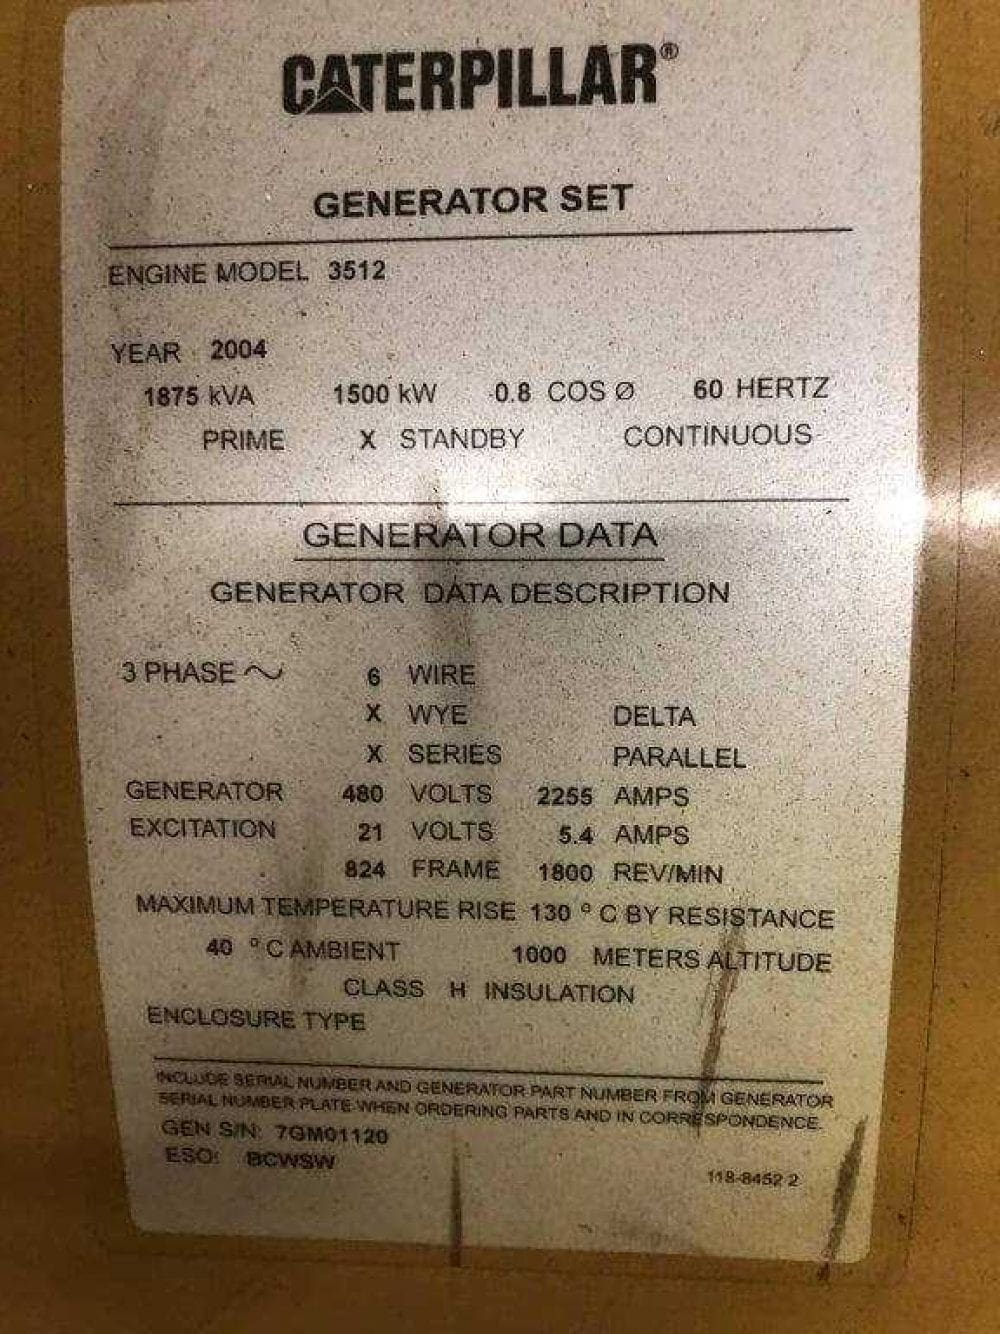 CATERPILLAR®
GENERATOR SET
ENGINE MODEL 3512
YEAR 2004
1875 kVA 1500 kW 0.8 COS Ø 60 HERTZ
PRIME X STANDBY CONTINUOUS
GENERATOR DATA
GENERATOR DATA DESCRIPTION
3 PHASE ~ 6 WIRE
X WYE DELTA
X SERIES PARALLEL
GENERATOR 480 VOLTS 2255 AMPS
EXCITATION 21 VOLTS 5.4 AMPS
824 FRAME 1800 REV/MIN
MAXIMUM TEMPERATURE RISE 130 °C BY RESISTANCE
40 °C AMBIENT 1000 METERS ALTITUDE
CLASS H INSULATION
ENCLOSURE TYPE
INCLUDE SERIAL NUMBER AND GENERATOR PART NUMBER FROM GENERATOR
SERIAL NUMBER PLATE WHEN ORDERING PARTS AND IN CORRESPONDENCE.
GEN S/N: 7GM01120
ESO: BCWSW
118-8452 2